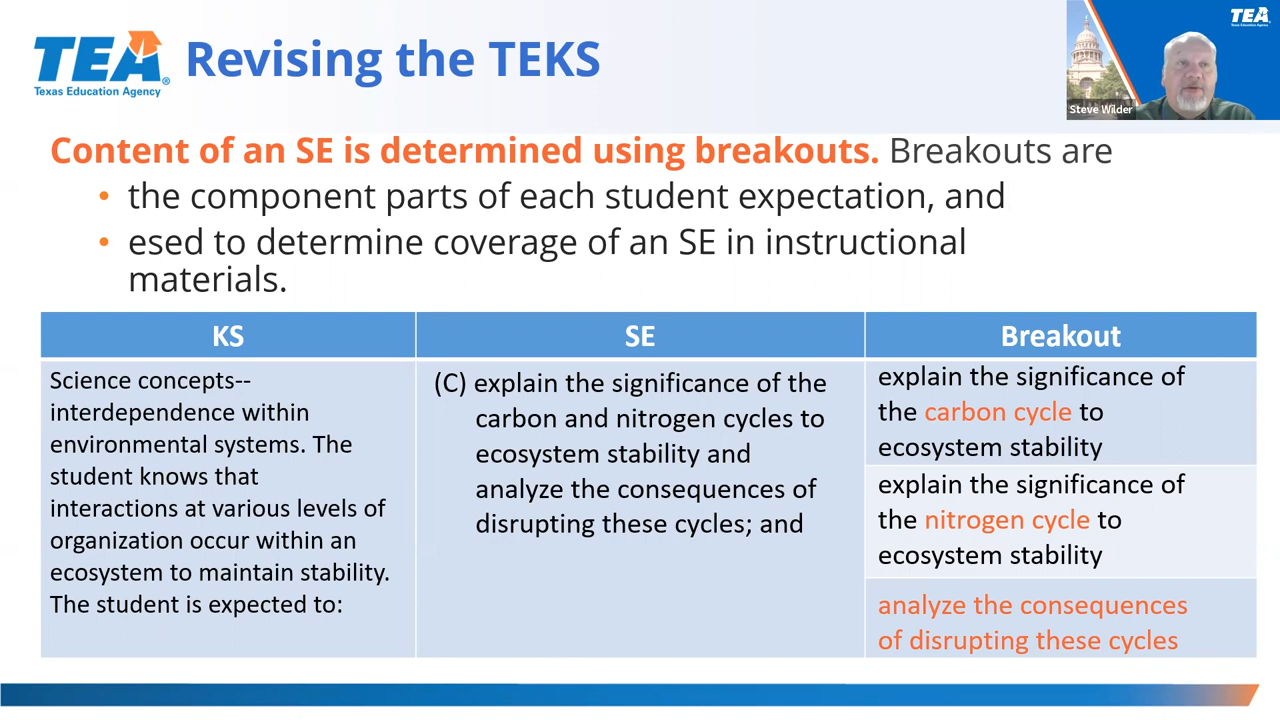 TEA
Texas Education Agency
Revising the TEKS
TEA
Texas Education Agency
Steve Wilder
Content of an SE is determined using breakouts. Breakouts are
• the component parts of each student expectation, and
• esed to determine coverage of an SE in instructional
materials.
KS
SE
Breakout
Science concepts--
interdependence within
environmental systems. The
student knows that
interactions at various levels of
organization occur within an
ecosystem to maintain stability.
The student is expected to:
(C) explain the significance of the
carbon and nitrogen cycles to
ecosystem stability and
analyze the consequences of
disrupting these cycles; and
explain the significance of
the carbon cycle to
ecosystem stability
explain the significance of
the nitrogen cycle to
ecosystem stability
analyze the consequences
of disrupting these cycles